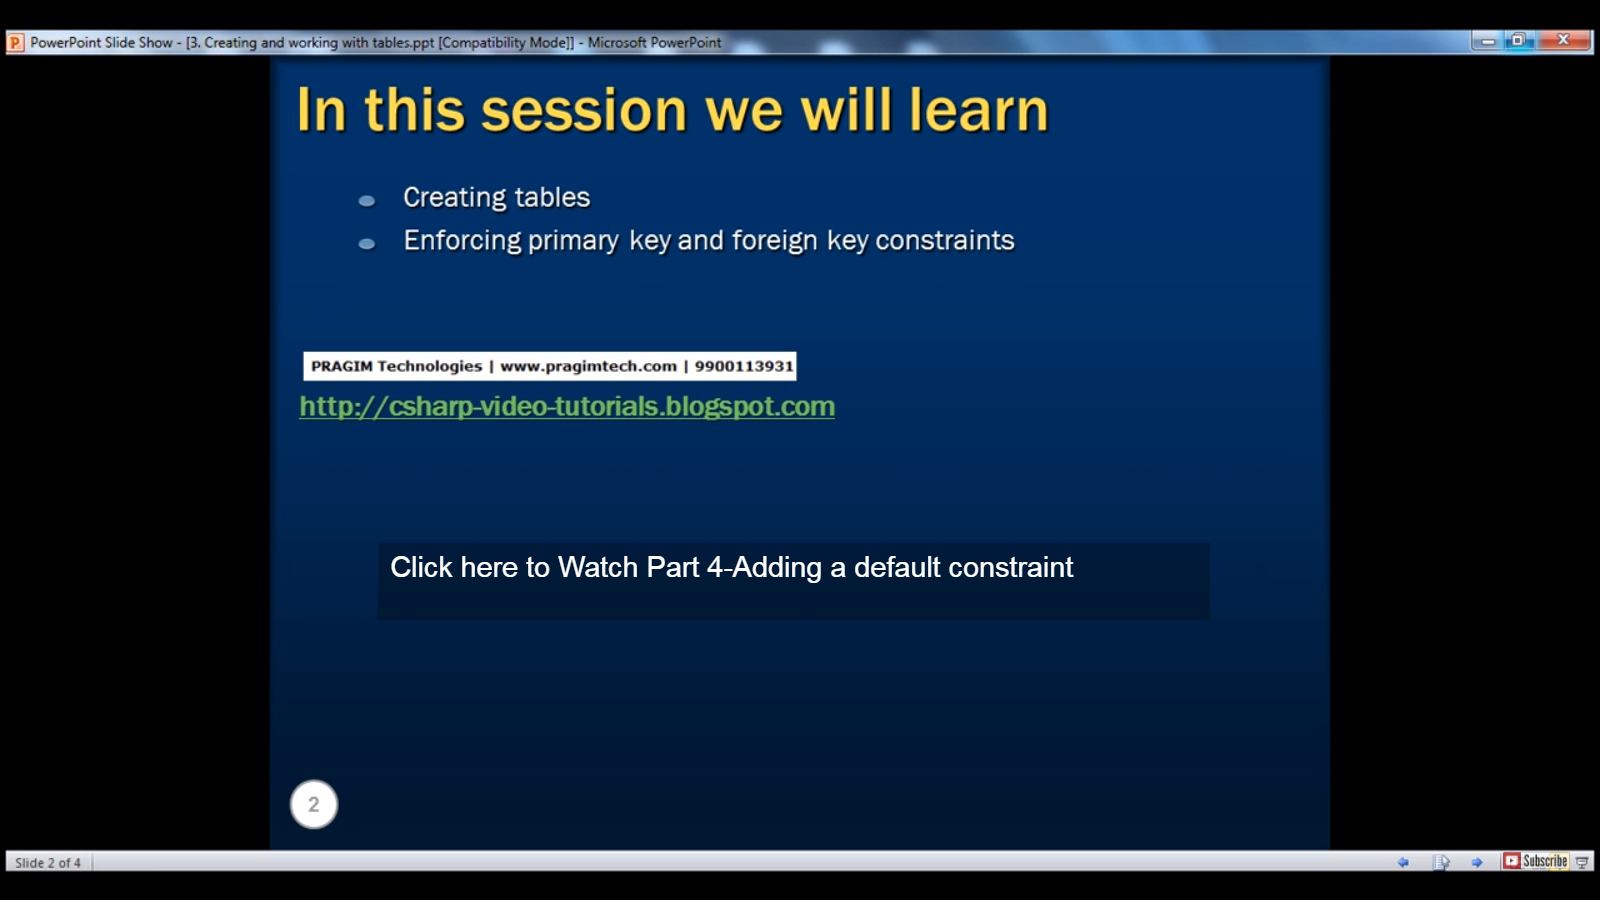 PowerPoint Slide Show - [3. Creating and working with tables.ppt [Compatibility Mode]] - Microsoft PowerPoint
In this session we will learn
Creating tables
Enforcing primary key and foreign key constraints
PRAGIM Technologies | www.pragimtech.com | 9900113931
http://csharp-video-tutorials.blogspot.com
Click here to Watch Part 4-Adding a default constraint
2
Slide 2 of 4
Subscribe